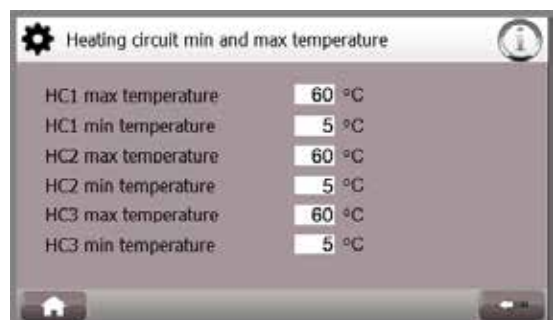 Heating circuit min and max temperature
HC1 max temperature 60 °C
HC1 min temperature 5 °C
HC2 max temperature 60 °C
HC2 min temperature 5 °C
HC3 max temperature 60 °C
HC3 min temperature 5 °C